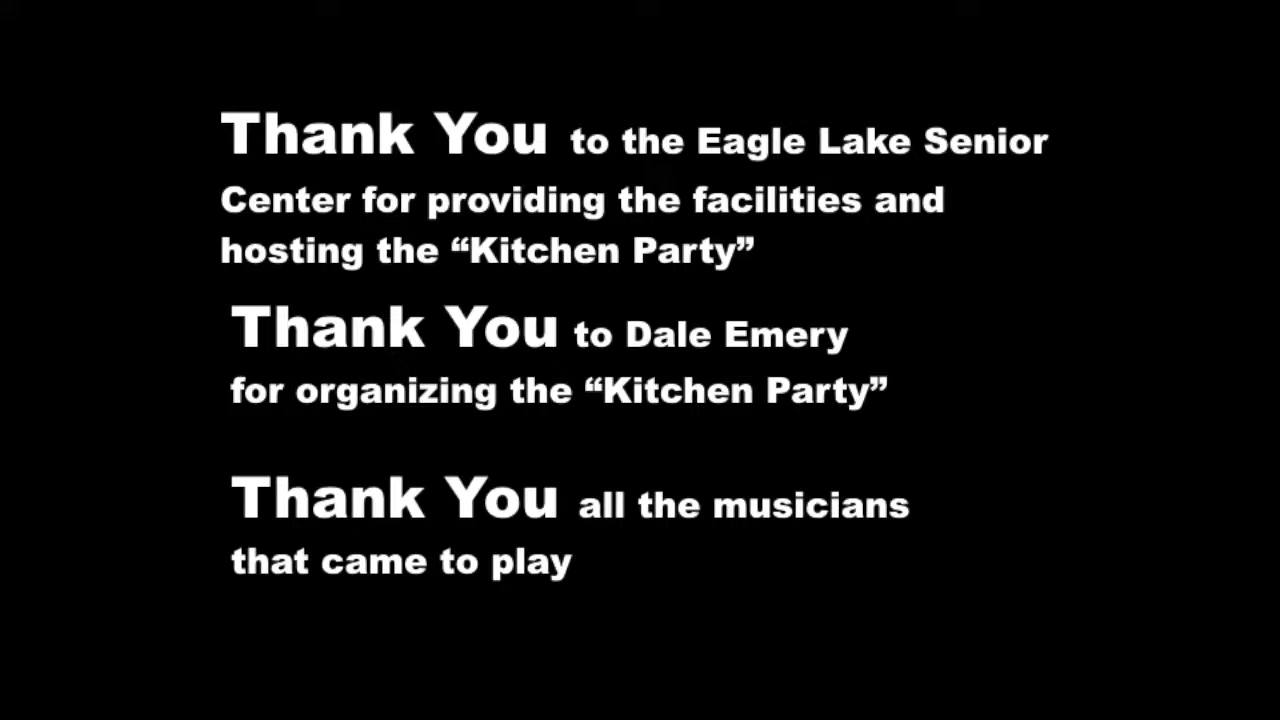 Thank You to the Eagle Lake Senior
Center for providing the facilities and
hosting the “Kitchen Party”
Thank You to Dale Emery
for organizing the “Kitchen Party”
Thank You all the musicians
that came to play